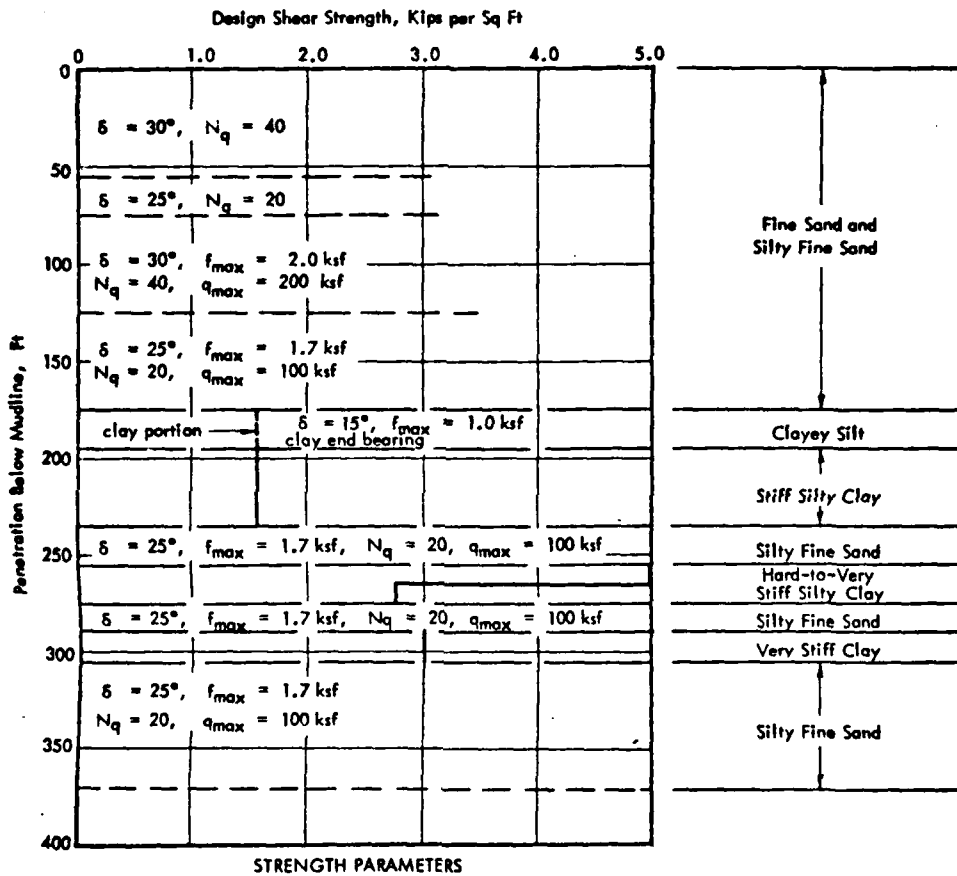 Design Shear Strength, Kips per Sq Ft
0 1.0 2.0 3.0 4.0 5.0
0
δ = 30°, N_q = 40
50
δ = 25°, N_q = 20
Fine Sand and
Silty Fine Sand
δ = 30°, f_max = 2.0 ksf
100
N_q = 40, q_max = 200 ksf
δ = 25°, f_max = 1.7 ksf
150
N_q = 20, q_max = 100 ksf
Penetration Below Mudline, Ft
clay portion
δ = 15°, f_max = 1.0 ksf
clay end bearing
Clayey Silt
200
Stiff Silty Clay
δ = 25°, f_max = 1.7 ksf, N_q = 20, q_max = 100 ksf
Silty Fine Sand
250
Hard-to-Very
Stiff Silty Clay
δ = 25°, f_max = 1.7 ksf, N_q = 20, q_max = 100 ksf
Silty Fine Sand
300
Very Stiff Clay
δ = 25°, f_max = 1.7 ksf
N_q = 20, q_max = 100 ksf
Silty Fine Sand
350
400
STRENGTH PARAMETERS